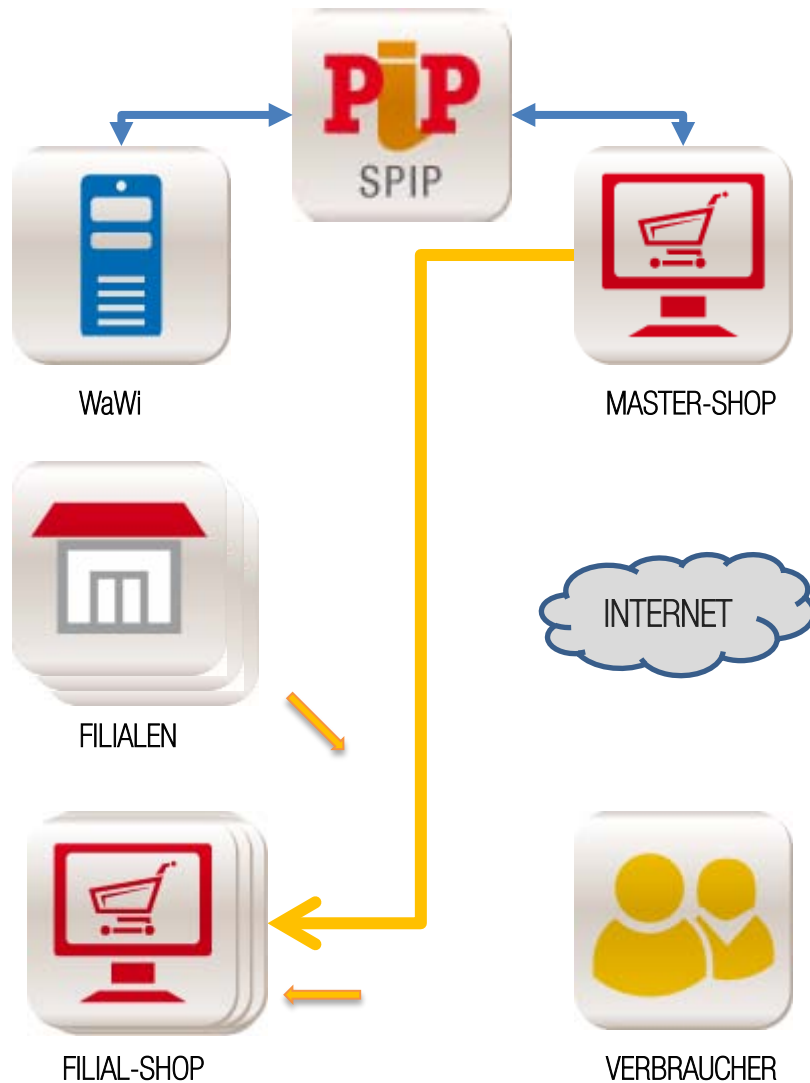 PiP
SPIP
WaWi
MASTER-SHOP
INTERNET
FILIALEN
FILIAL-SHOP
VERBRAUCHER